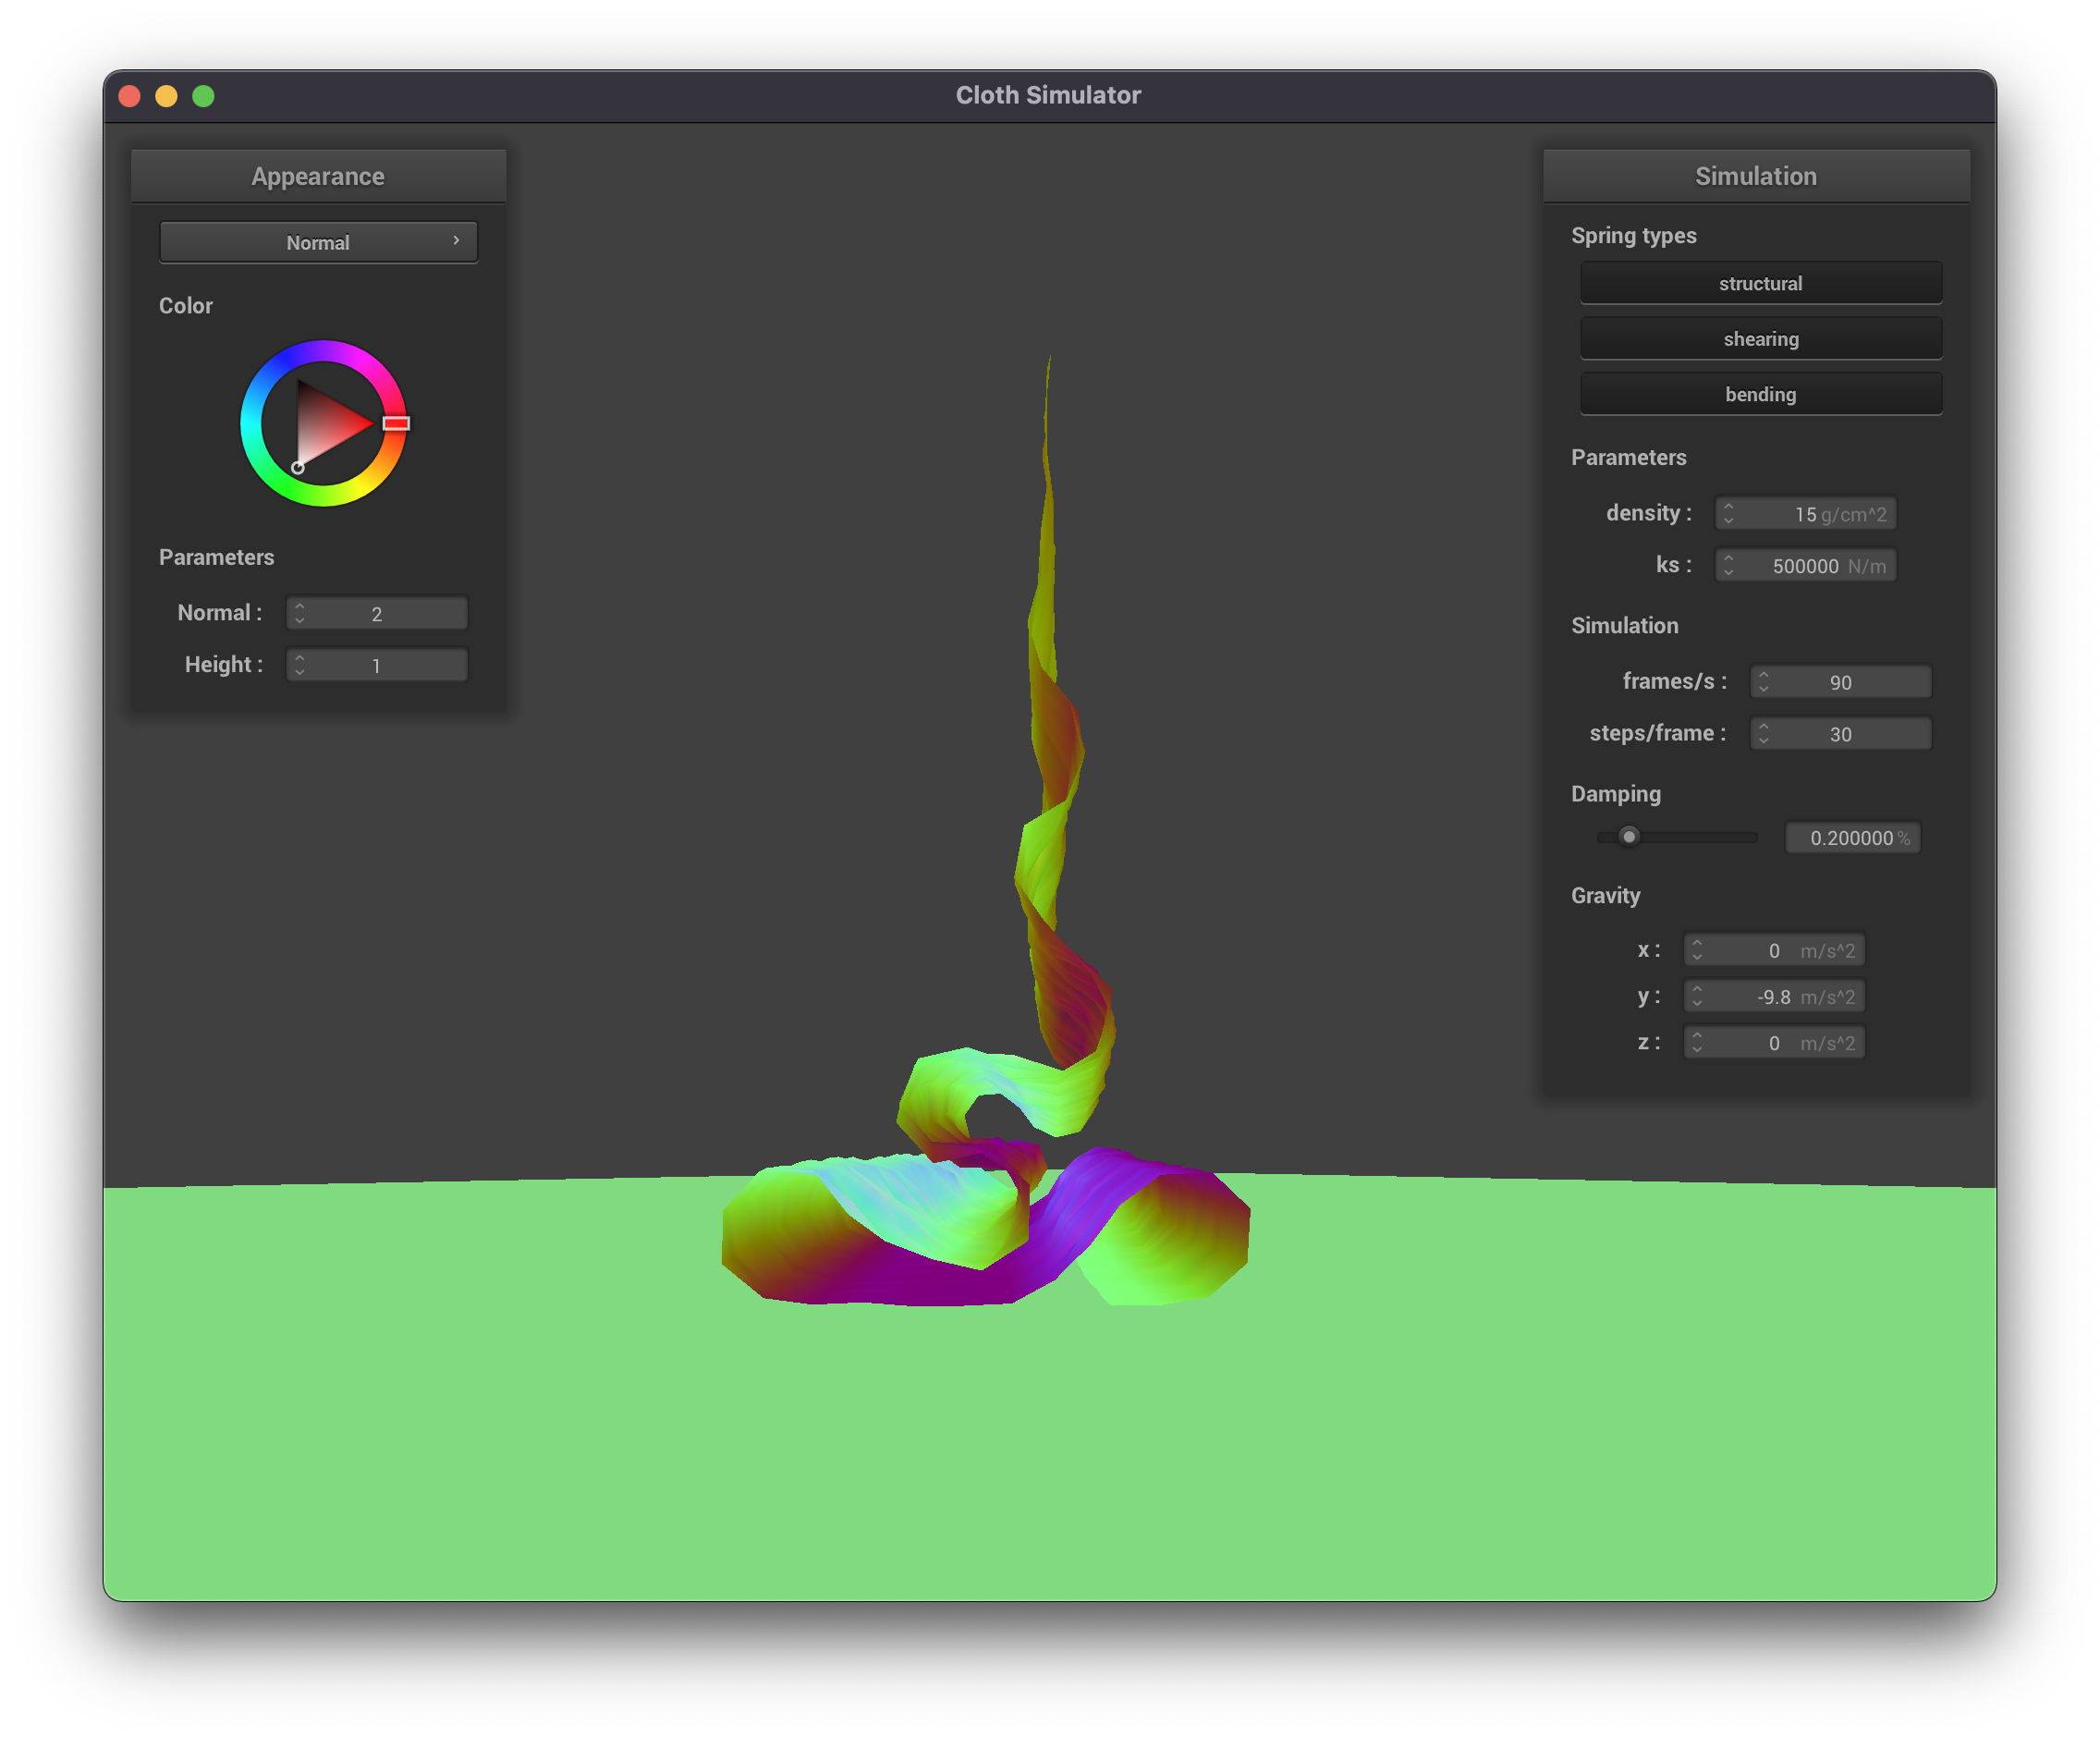 Cloth Simulator
Appearance
Normal
Color
Parameters
Normal : 2
Height : 1
Simulation
Spring types
structural
shearing
bending
Parameters
density : 15 g/cm^2
ks : 500000 N/m
Simulation
frames/s : 90
steps/frame : 30
Damping
0.200000 %
Gravity
x : 0 m/s^2
y : -9.8 m/s^2
z : 0 m/s^2